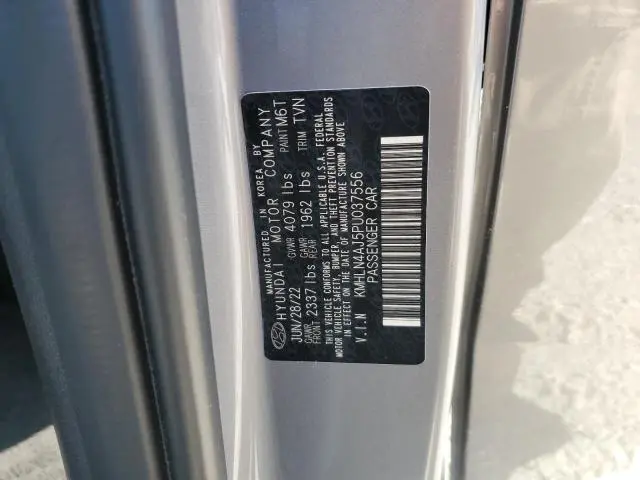 MANUFACTURED IN KOREA BY
HYUNDAI MOTOR COMPANY
JUN/28/22 GVWR 4079 lbs PAINT M6T
GAWR FRONT 2337 lbs GAWR REAR 1962 lbs TRIM TVN
THIS VEHICLE CONFORMS TO ALL APPLICABLE U.S.A. FEDERAL
MOTOR VEHICLE SAFETY, BUMPER, AND THEFT PREVENTION STANDARDS
IN EFFECT ON THE DATE OF MANUFACTURE SHOWN ABOVE
V.I.N KMHLN4AJ5PU037556
PASSENGER CAR